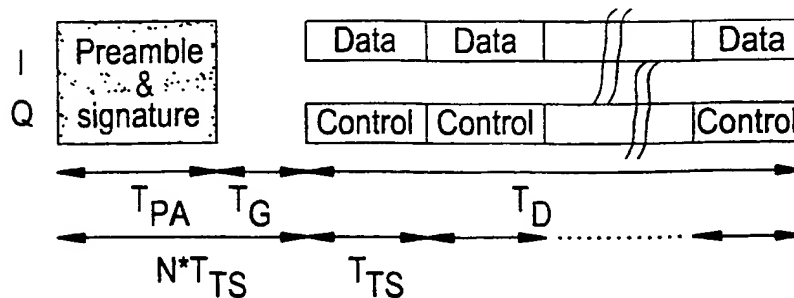 I
Q
Preamble
&
signature
Data Data Data
Control Control Control
T_PA T_G T_D
N*T_TS T_TS